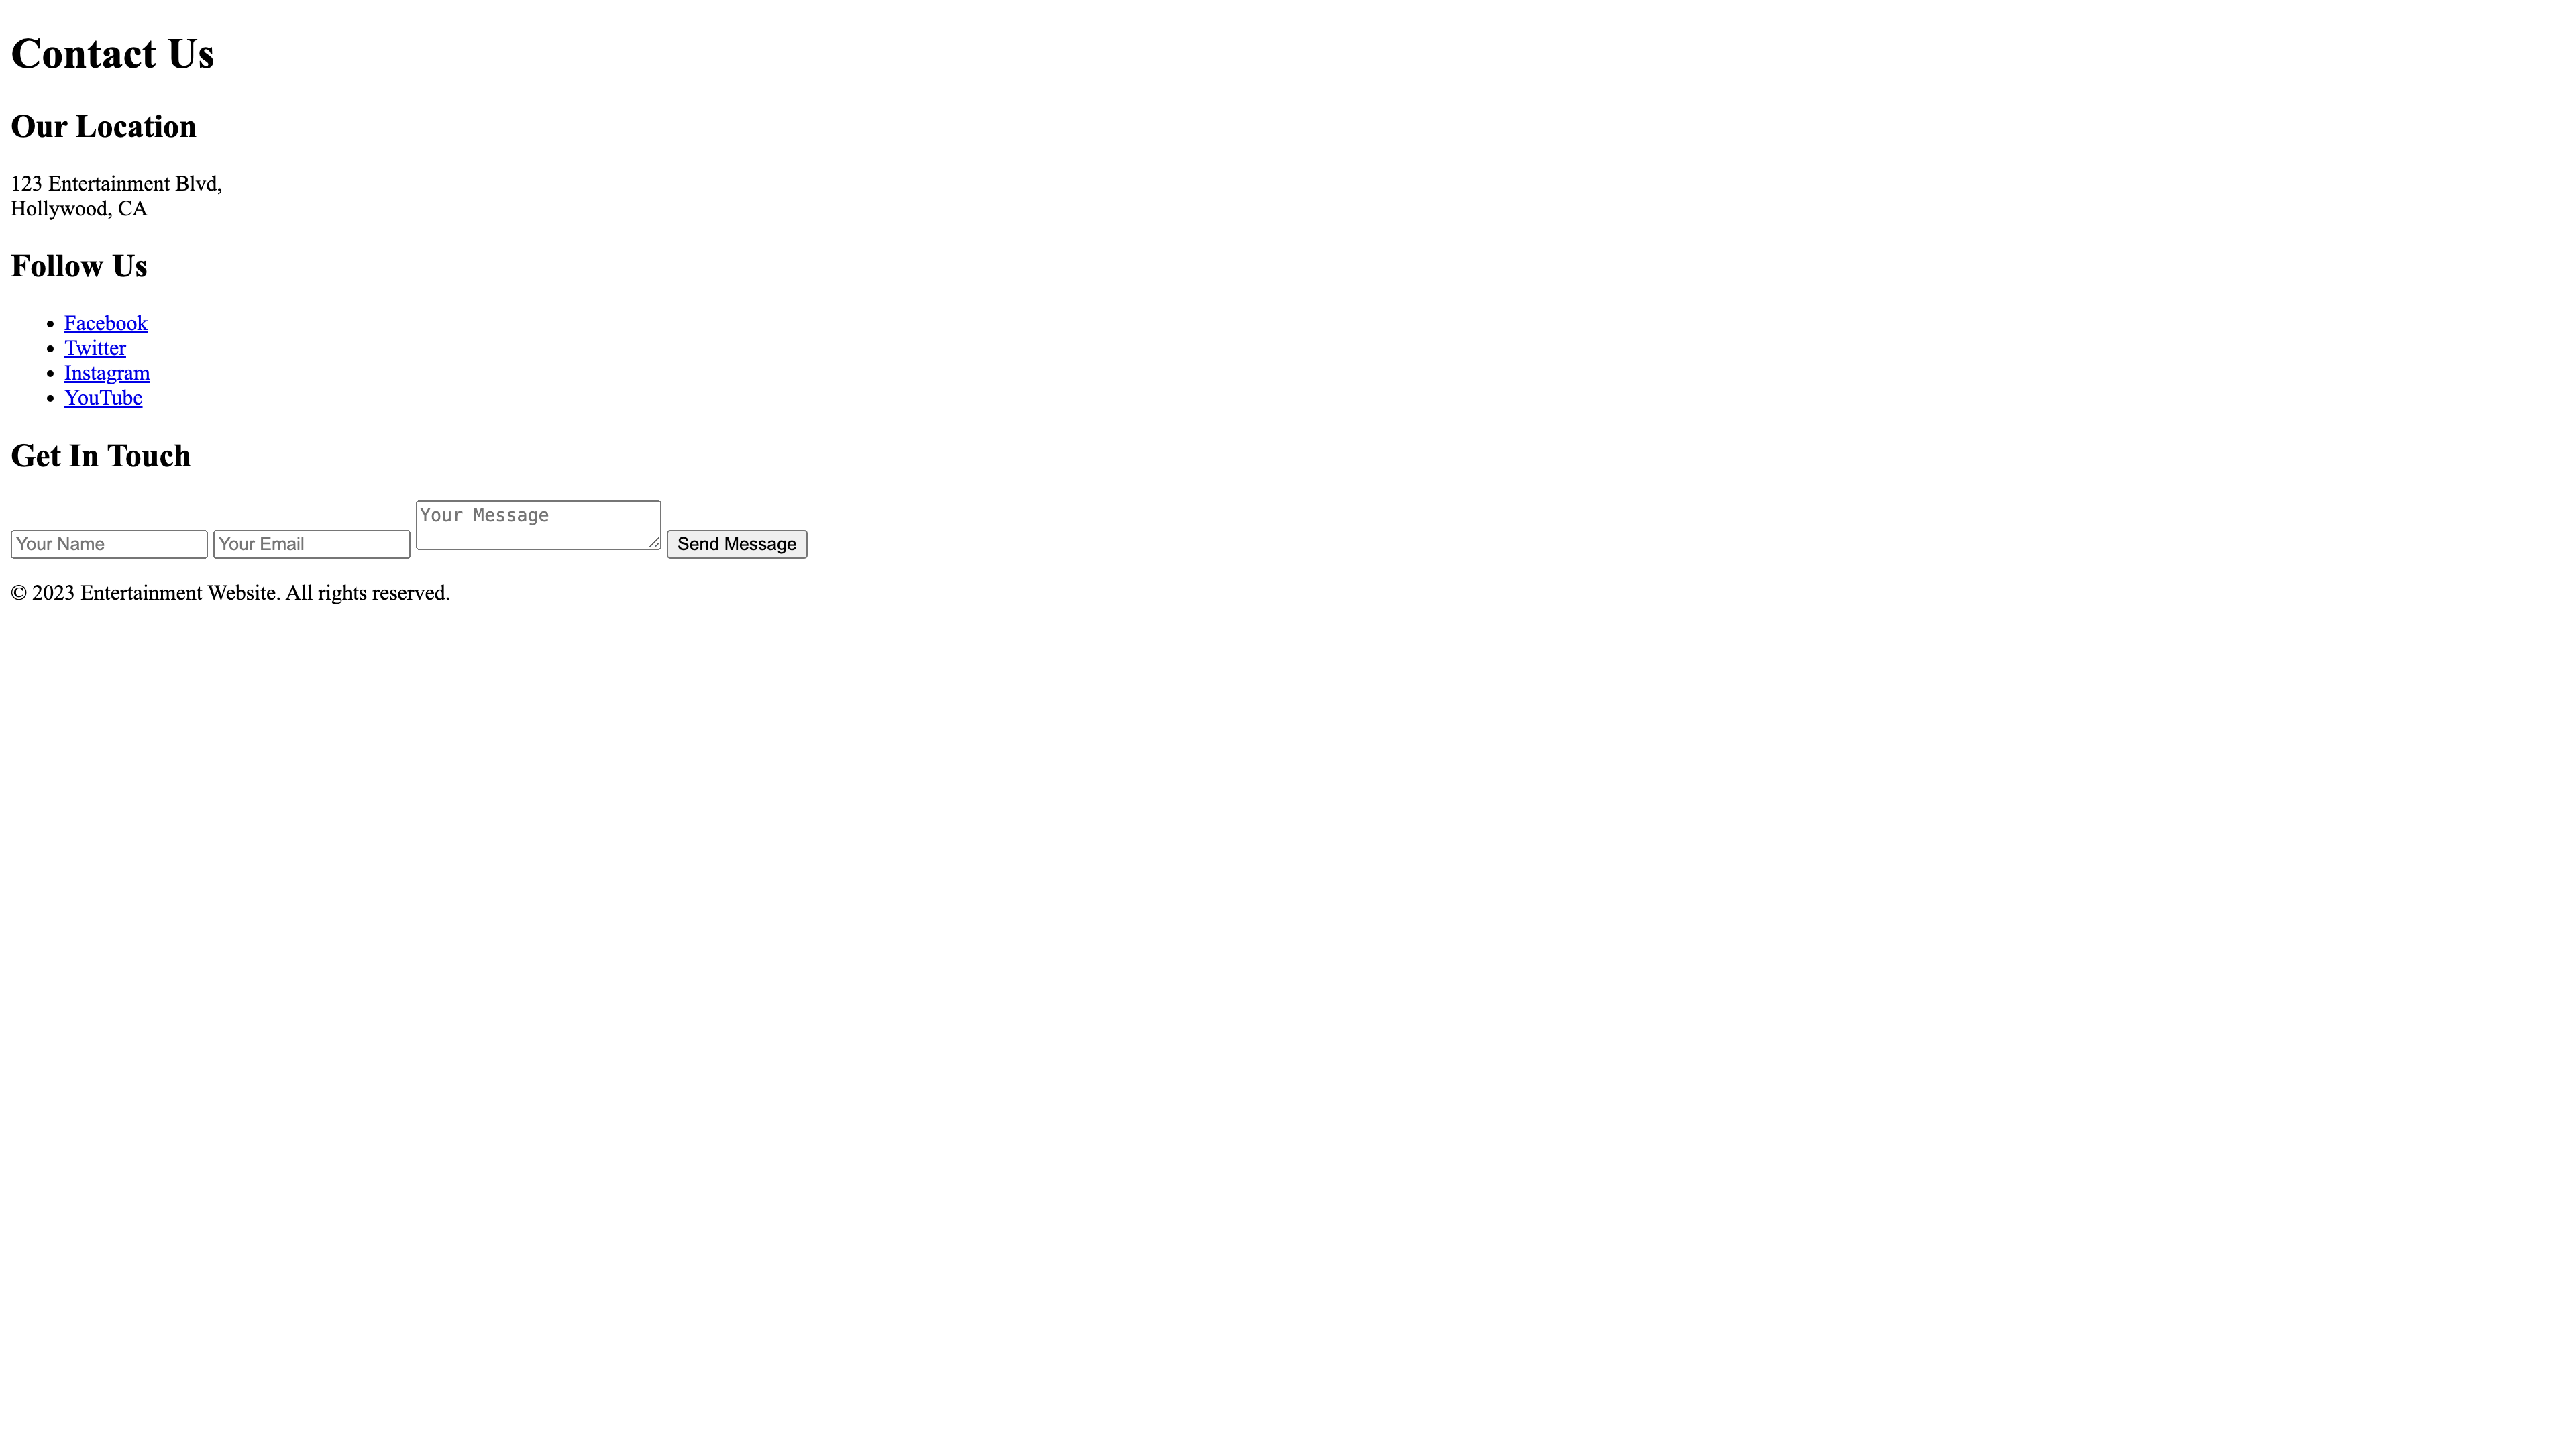 Contact Us
Our Location
123 Entertainment Blvd,
Hollywood, CA
Follow Us
Facebook
Twitter
Instagram
YouTube
Get In Touch
Your Name Your Email Your Message Send Message
© 2023 Entertainment Website. All rights reserved.